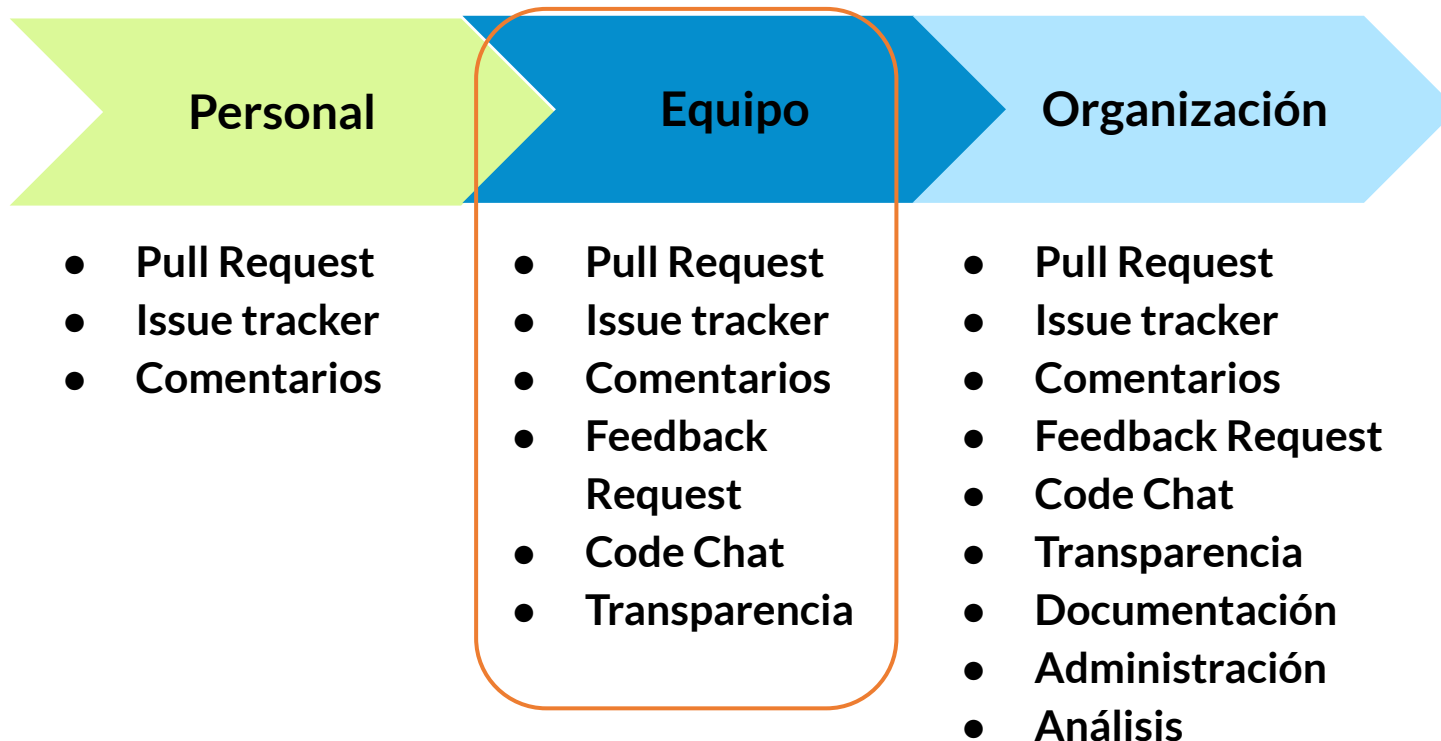 Personal
Equipo
Organización
● Pull Request
● Issue tracker
● Comentarios
● Pull Request
● Issue tracker
● Comentarios
● Feedback
Request
● Code Chat
● Transparencia
● Pull Request
● Issue tracker
● Comentarios
● Feedback Request
● Code Chat
● Transparencia
● Documentación
● Administración
● Análisis